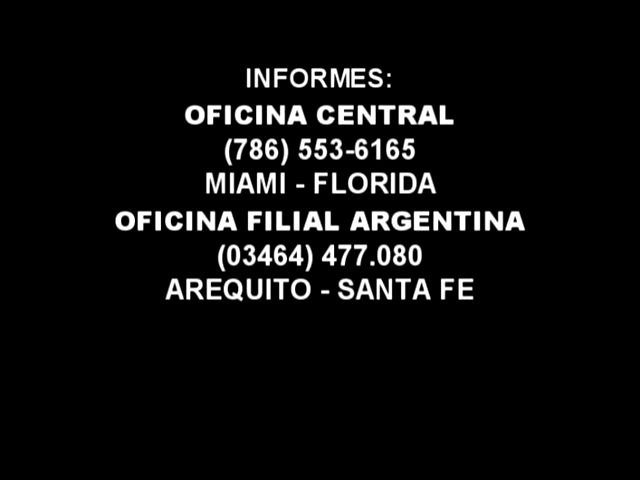 INFORMES:
OFICINA CENTRAL
(786) 553-6165
MIAMI - FLORIDA
OFICINA FILIAL ARGENTINA
(03464) 477.080
AREQUITO - SANTA FE